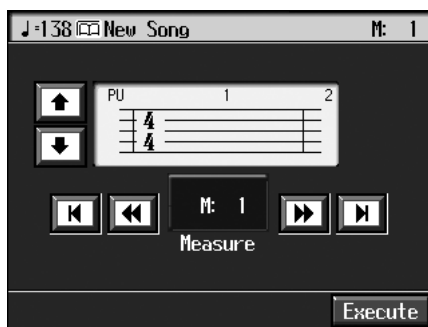 ♩=138 New Song M: 1
PU 1 2
4
4
M: 1
Measure
Execute